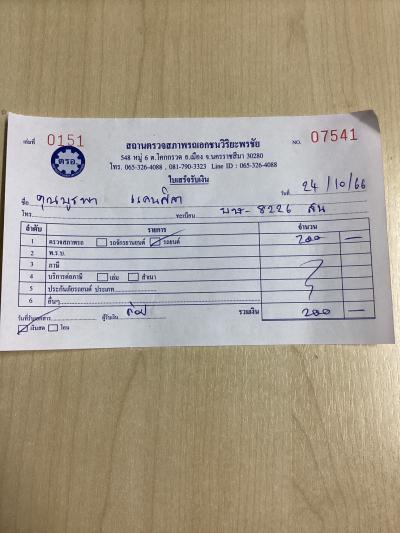 เล่มที่ 0151
ตรอ.
สถานตรวจสภาพรถเอกชนวิริยะพรชัย
NO. 07541
548 หมู่ 6 ต.โคกกรวด อ.เมือง จ.นครราชสีมา 30280
โทร. 065-326-4088 , 081-790-3323 Line ID : 065-326-4088
ใบเสร็จรับเงิน
วันที่ 24/10/66
ชื่อ คุณบูรพา แคนสีลา
โทร. ทะเบียน 8226
ลำดับ รายการ จำนวน
1 ตรวจสภาพรถ รถจักรยานยนต์ รถยนต์ 200 -
2 พ.ร.บ.
3 ภาษี
4 บริการต่อภาษี เล่ม สำเนา
5 ประกันภัยรถยนต์ ประเภท
6 อื่นๆ
วันที่รับเอกสาร ผู้รับเงิน รวมเงิน 200 -
เงินสด โอน